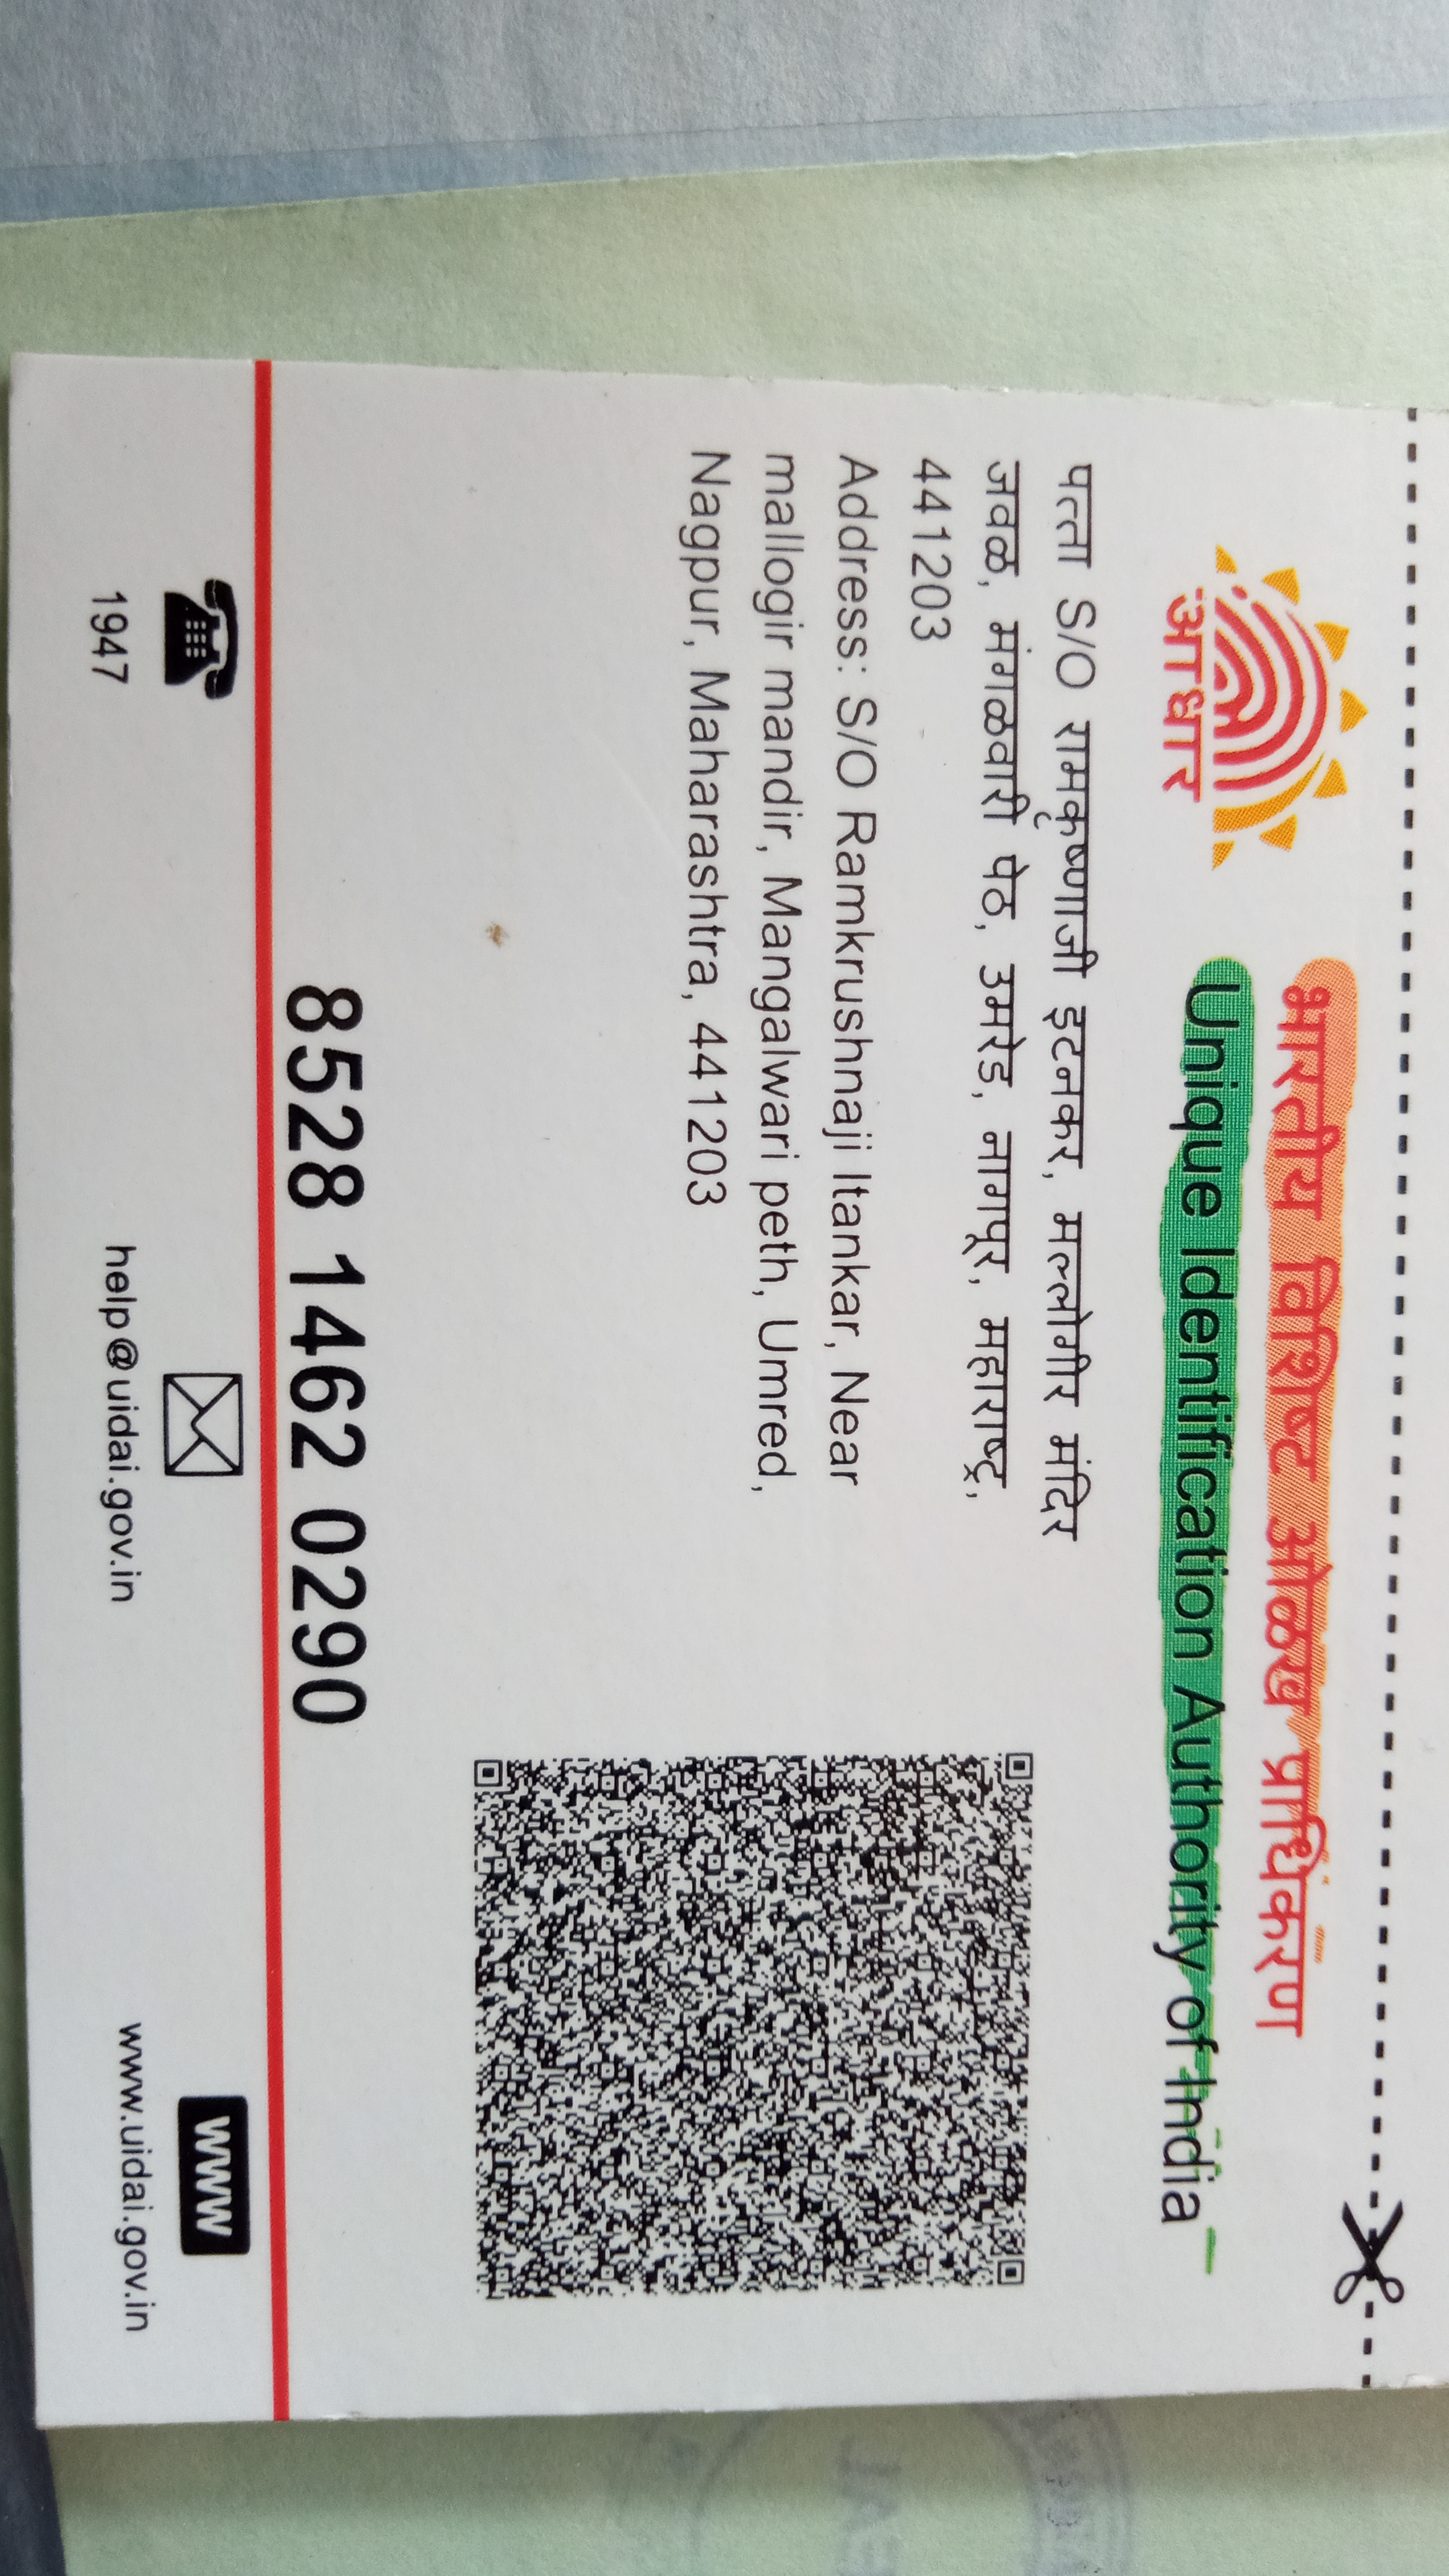 आधार
भारतीय विशिष्ट ओळख प्राधिकरण
Unique Identification Authority of India
पत्ता S/O रामकृष्णाजी इटनकर, मल्लोगीर मंदिर
जवळ, मंगळवारी पेठ, उमरेड, नागपूर, महाराष्ट्र,
441203
Address: S/O Ramkrushnaji Itankar, Near
mallogir mandir, Mangalwari peth, Umred,
Nagpur, Maharashtra, 441203
8528 1462 0290
1947
help@uidai.gov.in
www
www.uidai.gov.in